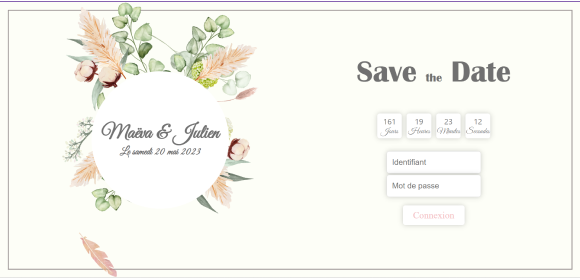 Maëva & Julien
Le samedi 20 mai 2023
Save the Date
161 19 23 12
Jours Heures Minutes Secondes
Identifiant
Mot de passe
Connexion